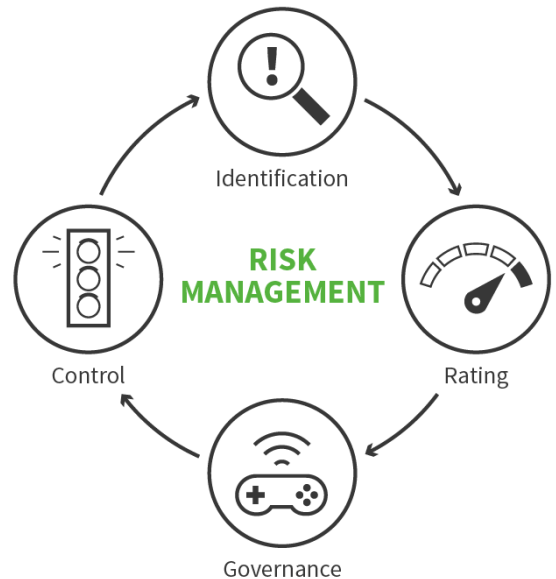 Identification
RISK
MANAGEMENT
Control
Rating
Governance